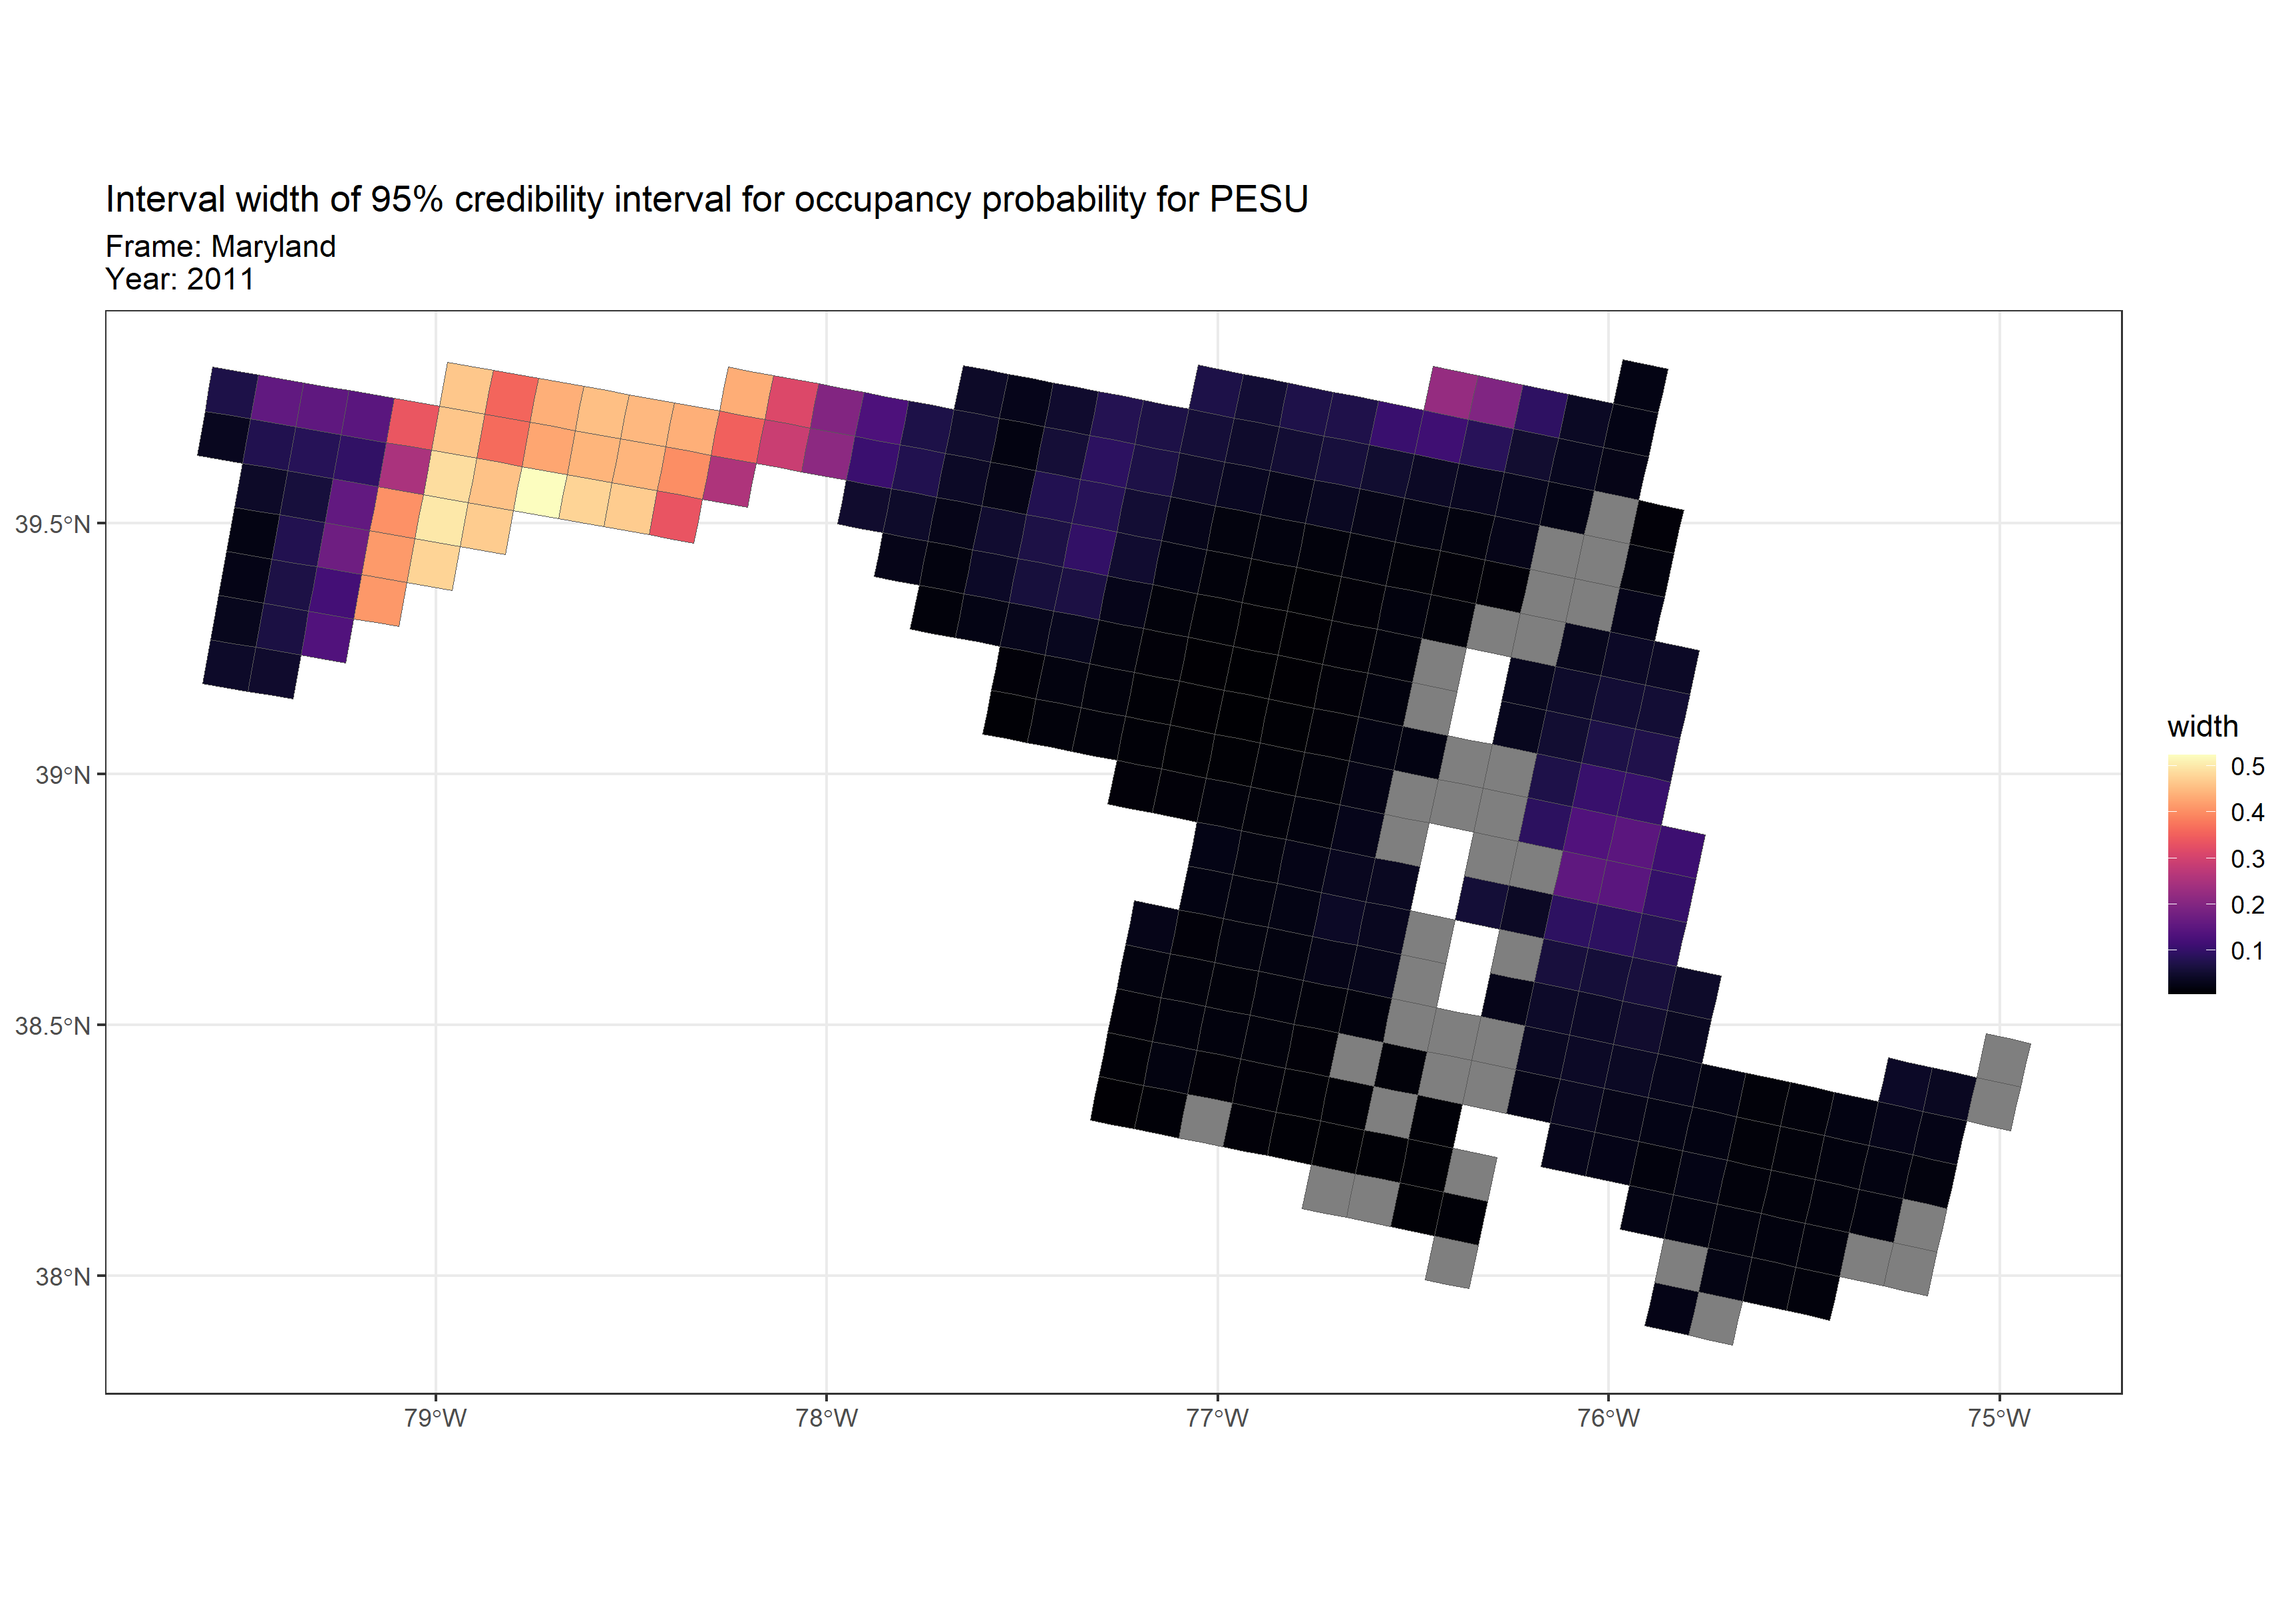 Interval width of 95% credibility interval for occupancy probability for PESU
Frame: Maryland
Year: 2011
39.5°N
39°N
38.5°N
38°N
79°W
78°W
77°W
76°W
75°W
width
0.5
0.4
0.3
0.2
0.1